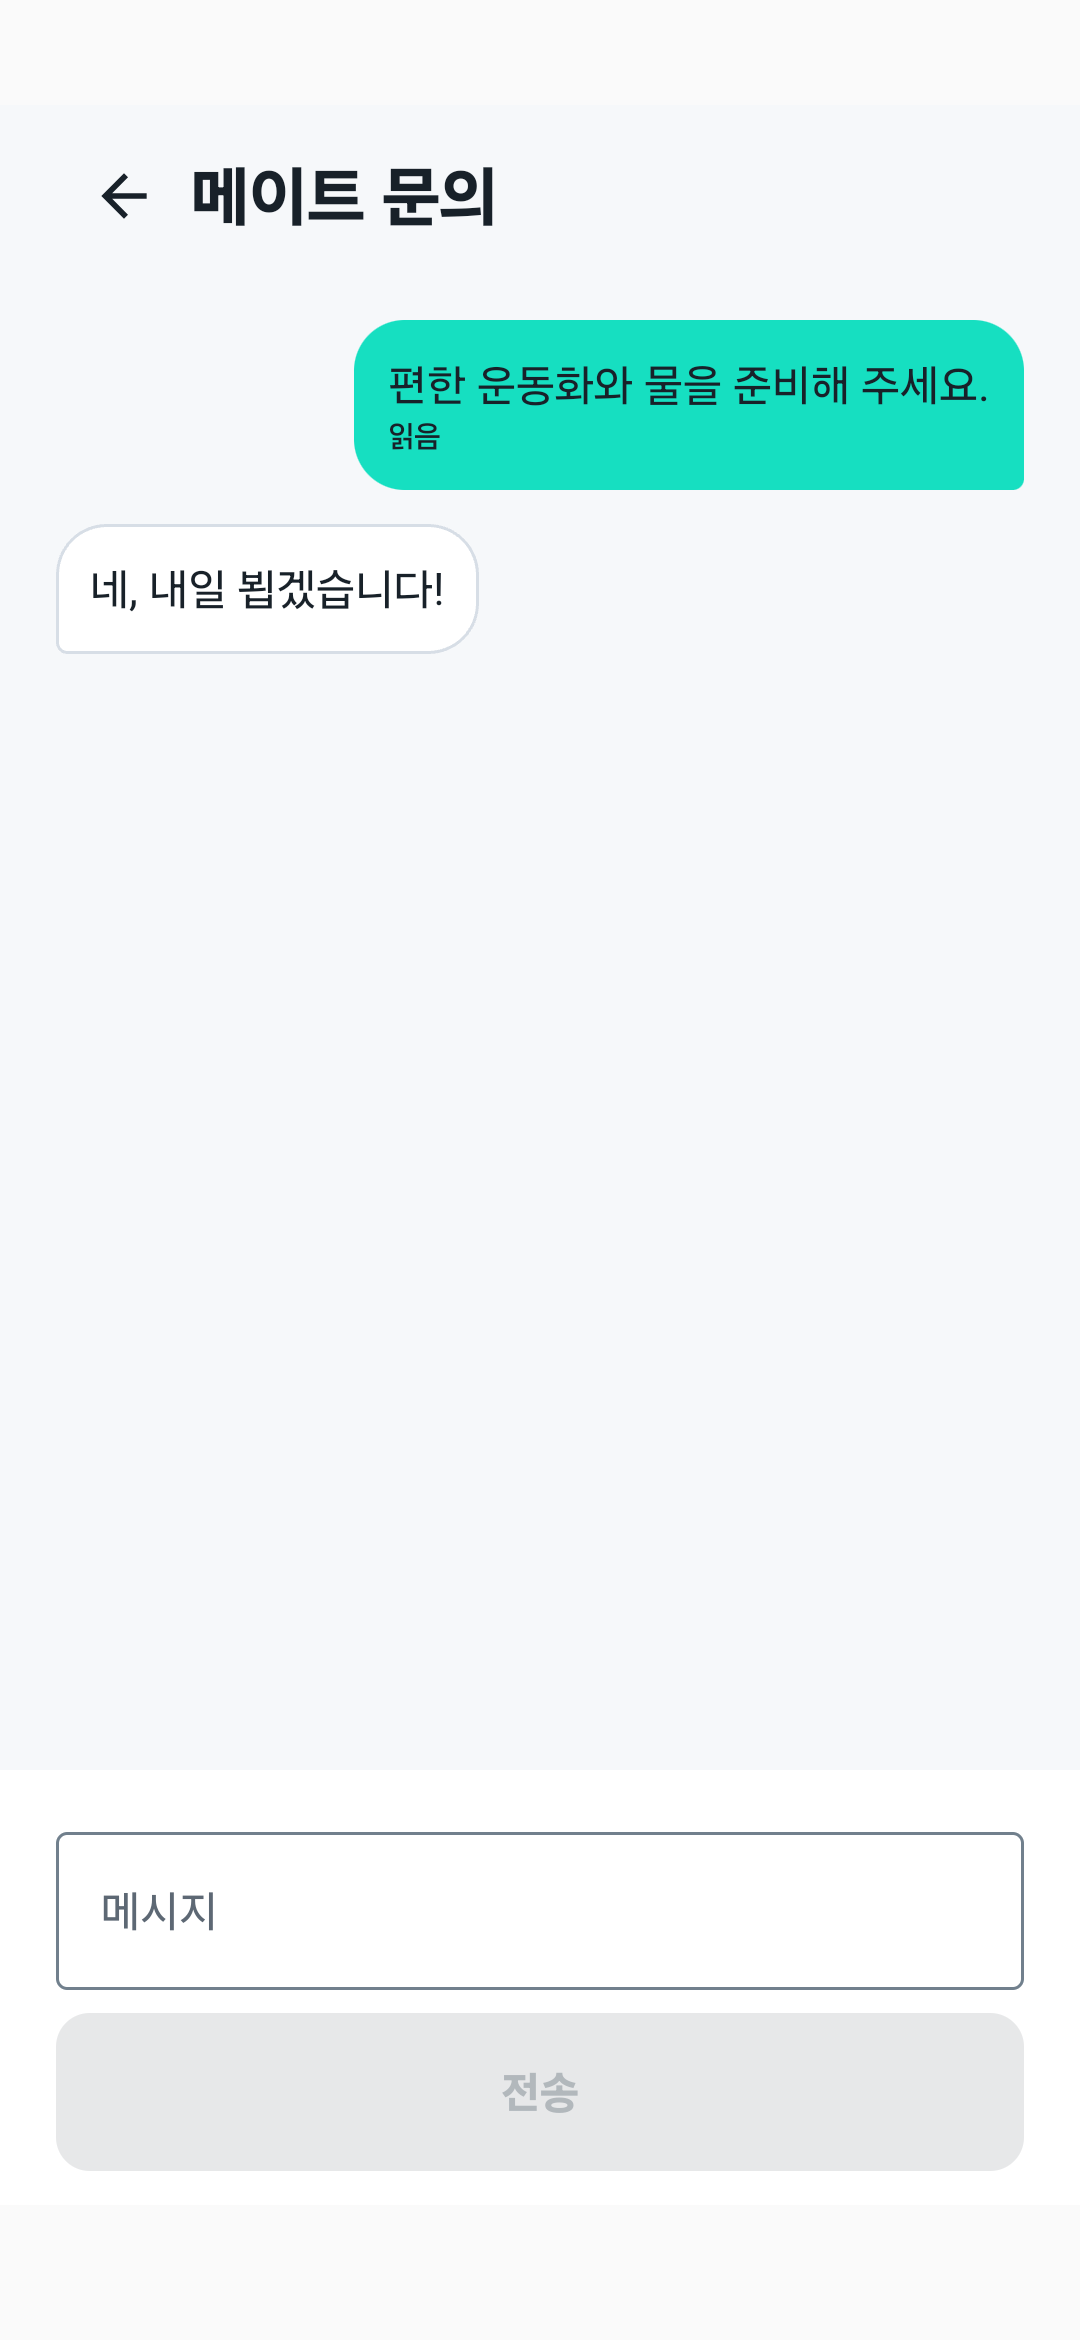 메이트 문의
편한 운동화와 물을 준비해 주세요.
읽음
네, 내일 뵙겠습니다!
메시지
전송